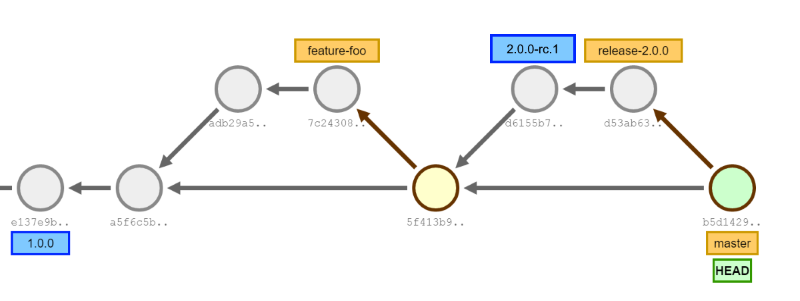 feature-foo
2.0.0-rc.1
release-2.0.0
adb29a5..
7c24308..
d6155b7..
d53ab63..
e137e9b..
a5f6c5b..
5f413b9..
b5d1429..
1.0.0
master
HEAD